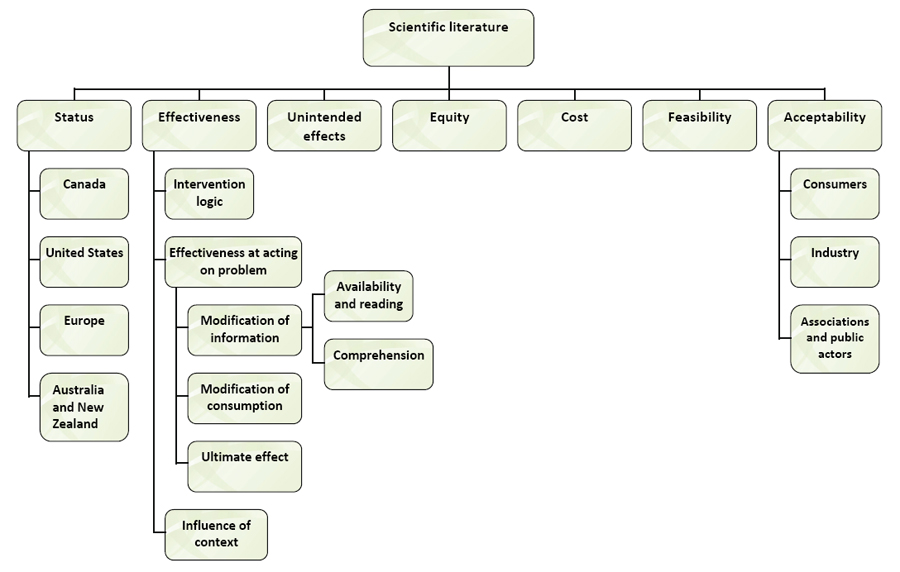 Scientific literature
Status
Effectiveness
Unintended
effects
Equity
Cost
Feasibility
Acceptability
Canada
United States
Europe
Australia
and New
Zealand
Intervention
logic
Effectiveness at acting
on problem
Modification of
information
Availability
and reading
Comprehension
Modification of
consumption
Ultimate effect
Influence of
context
Consumers
Industry
Associations
and public
actors